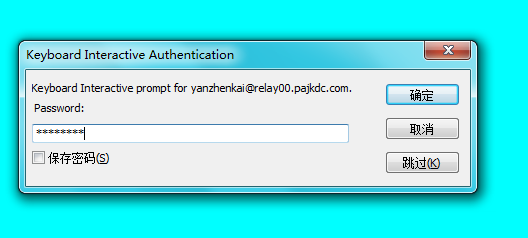 Keyboard Interactive Authentication
Keyboard Interactive prompt for yanzhenkai@relay00.pajkdc.com.
Password:
********
保存密码(S)
确定
取消
跳过(K)